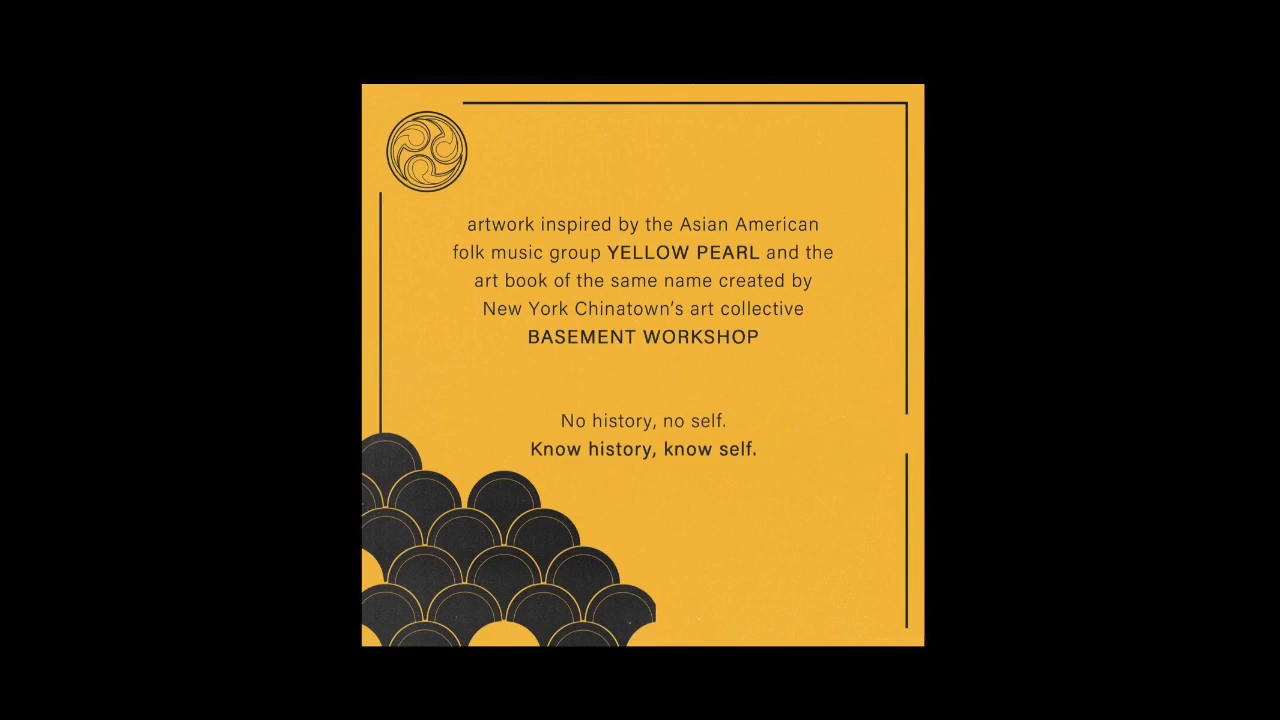 artwork inspired by the Asian American
folk music group YELLOW PEARL and the
art book of the same name created by
New York Chinatown’s art collective
BASEMENT WORKSHOP
No history, no self.
Know history, know self.